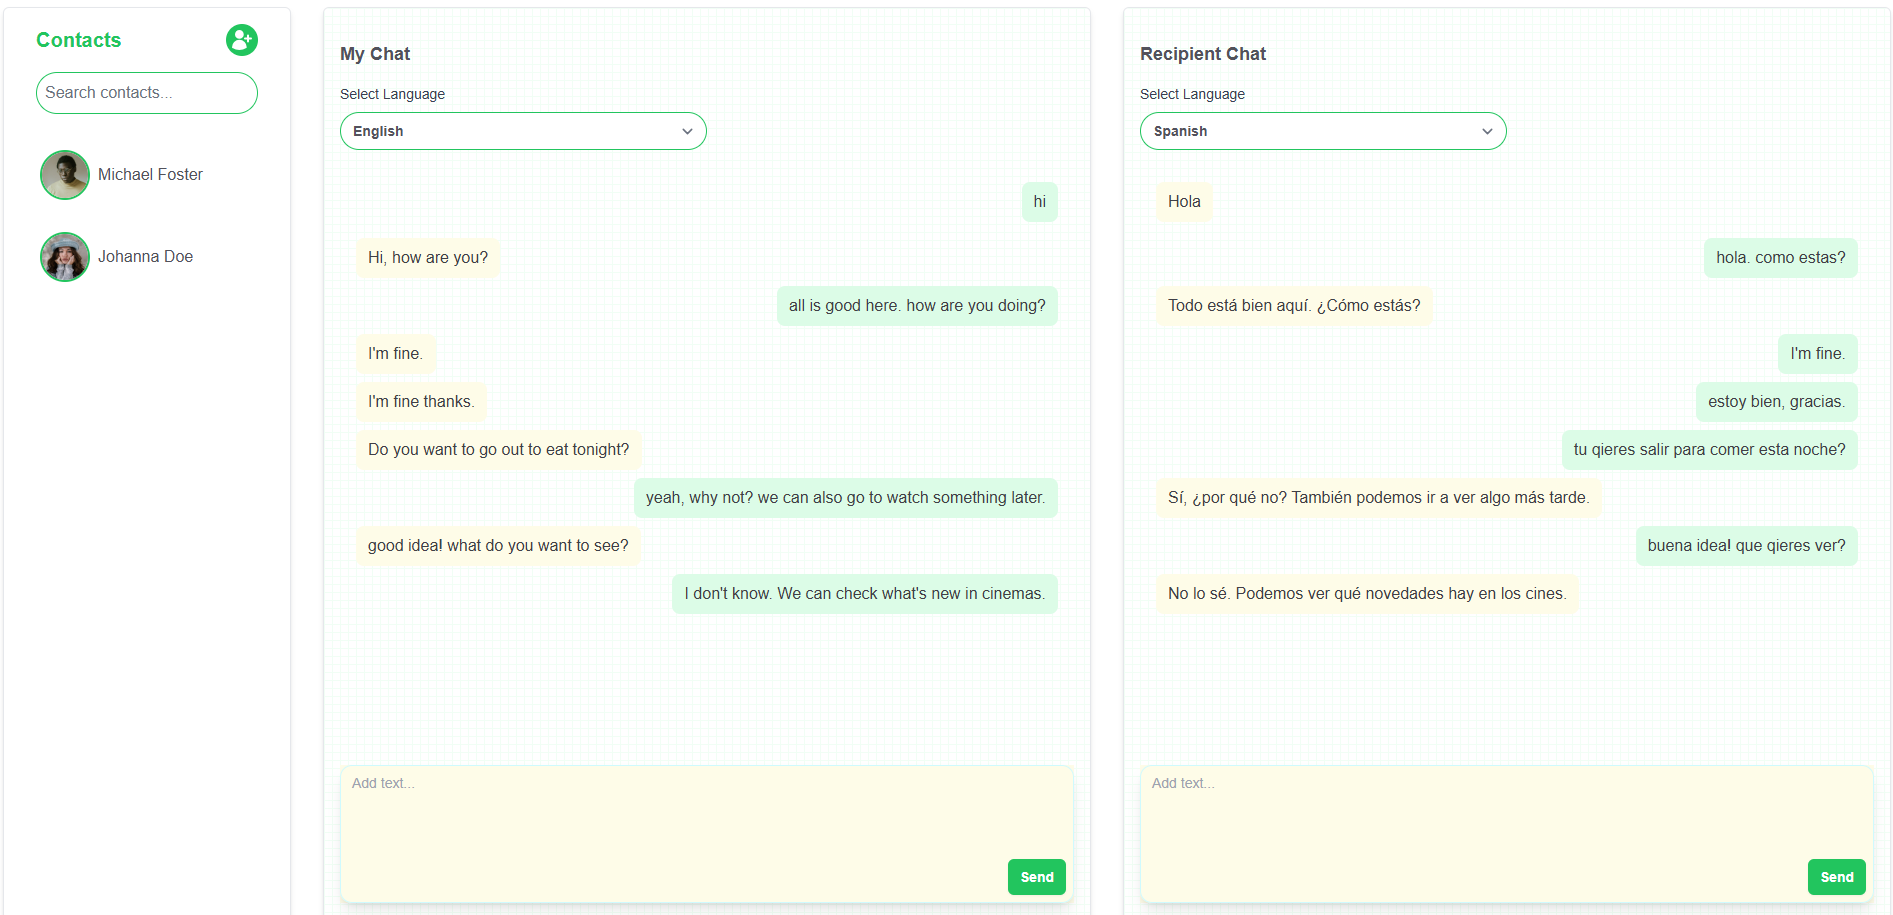 Contacts
Search contacts...
Michael Foster
Johanna Doe
My Chat
Select Language
English
hi
Hi, how are you?
all is good here. how are you doing?
I'm fine.
I'm fine thanks.
Do you want to go out to eat tonight?
yeah, why not? we can also go to watch something later.
good idea! what do you want to see?
I don't know. We can check what's new in cinemas.
Add text...
Send
Recipient Chat
Select Language
Spanish
Hola
hola. como estas?
Todo está bien aquí. ¿Cómo estás?
I'm fine.
estoy bien, gracias.
tu qieres salir para comer esta noche?
Sí, ¿por qué no? También podemos ir a ver algo más tarde.
buena idea! que qieres ver?
No lo sé. Podemos ver qué novedades hay en los cines.
Add text...
Send